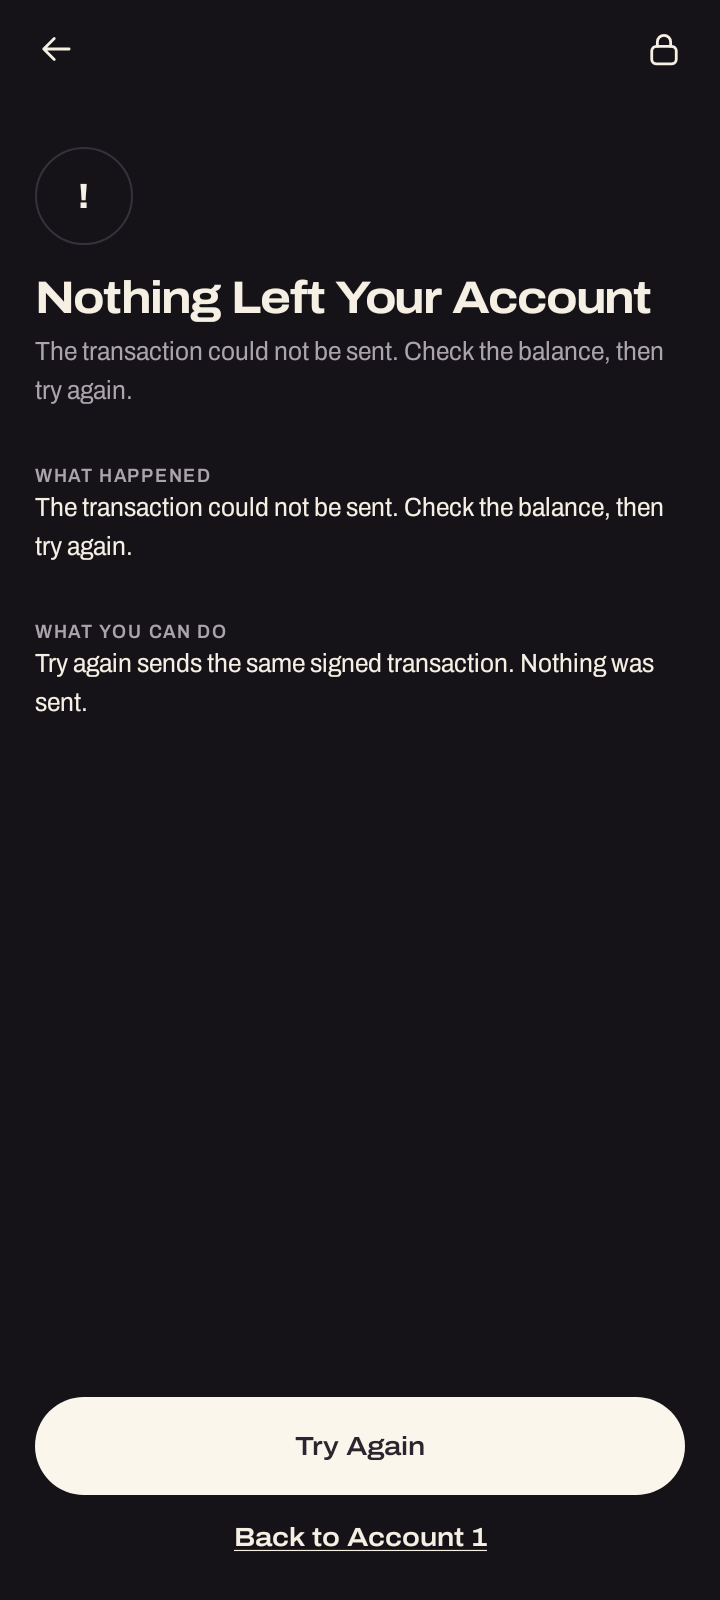 !
Nothing Left Your Account
The transaction could not be sent. Check the balance, then
try again.
WHAT HAPPENED
The transaction could not be sent. Check the balance, then
try again.
WHAT YOU CAN DO
Try again sends the same signed transaction. Nothing was
sent.
Try Again
Back to Account 1